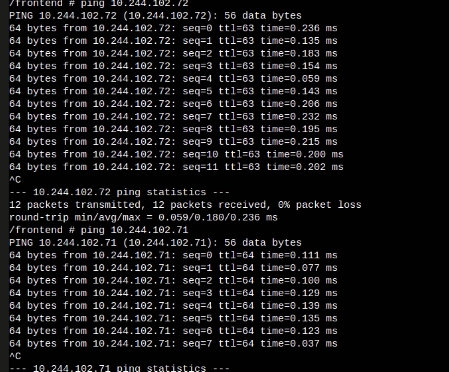 /frontend # ping 10.244.102.72
PING 10.244.102.72 (10.244.102.72): 56 data bytes
64 bytes from 10.244.102.72: seq=0 ttl=63 time=0.236 ms
64 bytes from 10.244.102.72: seq=1 ttl=63 time=0.135 ms
64 bytes from 10.244.102.72: seq=2 ttl=63 time=0.183 ms
64 bytes from 10.244.102.72: seq=3 ttl=63 time=0.154 ms
64 bytes from 10.244.102.72: seq=4 ttl=63 time=0.059 ms
64 bytes from 10.244.102.72: seq=5 ttl=63 time=0.143 ms
64 bytes from 10.244.102.72: seq=6 ttl=63 time=0.206 ms
64 bytes from 10.244.102.72: seq=7 ttl=63 time=0.232 ms
64 bytes from 10.244.102.72: seq=8 ttl=63 time=0.195 ms
64 bytes from 10.244.102.72: seq=9 ttl=63 time=0.215 ms
64 bytes from 10.244.102.72: seq=10 ttl=63 time=0.200 ms
64 bytes from 10.244.102.72: seq=11 ttl=63 time=0.202 ms
^C
--- 10.244.102.72 ping statistics ---
12 packets transmitted, 12 packets received, 0% packet loss
round-trip min/avg/max = 0.059/0.180/0.236 ms
/frontend # ping 10.244.102.71
PING 10.244.102.71 (10.244.102.71): 56 data bytes
64 bytes from 10.244.102.71: seq=0 ttl=64 time=0.111 ms
64 bytes from 10.244.102.71: seq=1 ttl=64 time=0.077 ms
64 bytes from 10.244.102.71: seq=2 ttl=64 time=0.100 ms
64 bytes from 10.244.102.71: seq=3 ttl=64 time=0.129 ms
64 bytes from 10.244.102.71: seq=4 ttl=64 time=0.139 ms
64 bytes from 10.244.102.71: seq=5 ttl=64 time=0.135 ms
64 bytes from 10.244.102.71: seq=6 ttl=64 time=0.123 ms
64 bytes from 10.244.102.71: seq=7 ttl=64 time=0.037 ms
^C
--- 10.244.102.71 ping statistics ---